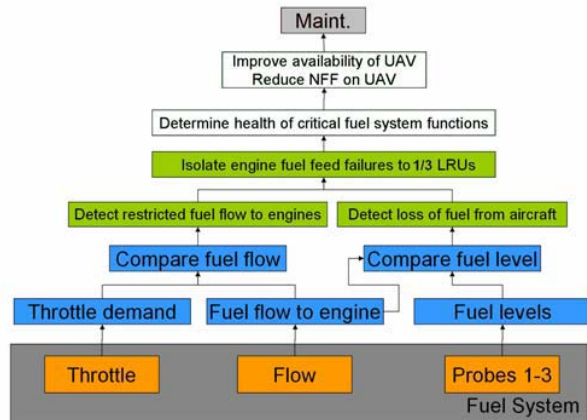 Maint.
Improve availability of UAV
Reduce NFF on UAV
Determine health of critical fuel system functions
Isolate engine fuel feed failures to 1/3 LRUs
Detect restricted fuel flow to engines
Detect loss of fuel from aircraft
Compare fuel flow
Compare fuel level
Throttle demand
Fuel flow to engine
Fuel levels
Throttle
Flow
Probes 1-3
Fuel System